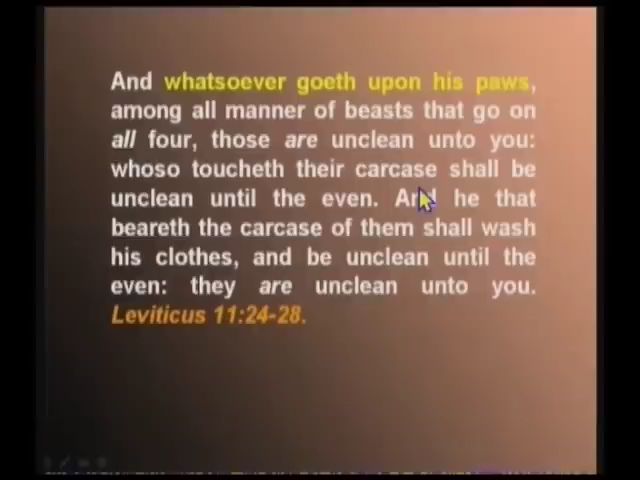 And whatsoever goeth upon his paws,
among all manner of beasts that go on
all four, those are unclean unto you:
whoso toucheth their carcase shall be
unclean until the even. And he that
beareth the carcase of them shall wash
his clothes, and be unclean until the
even: they are unclean unto you.
Leviticus 11:24-28.